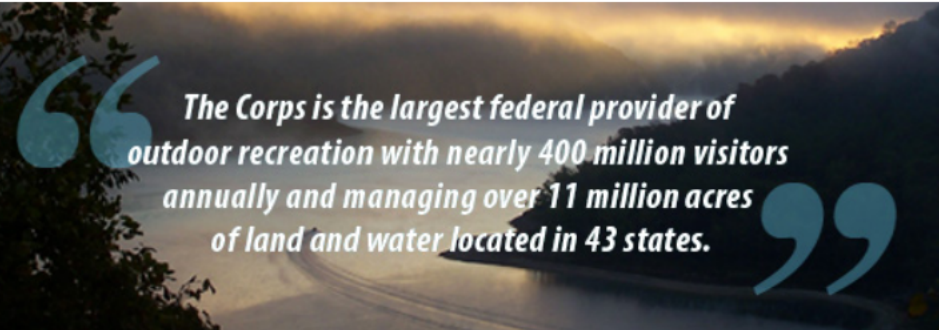 The Corps is the largest federal provider of
outdoor recreation with nearly 400 million visitors
annually and managing over 11 million acres
of land and water located in 43 states.